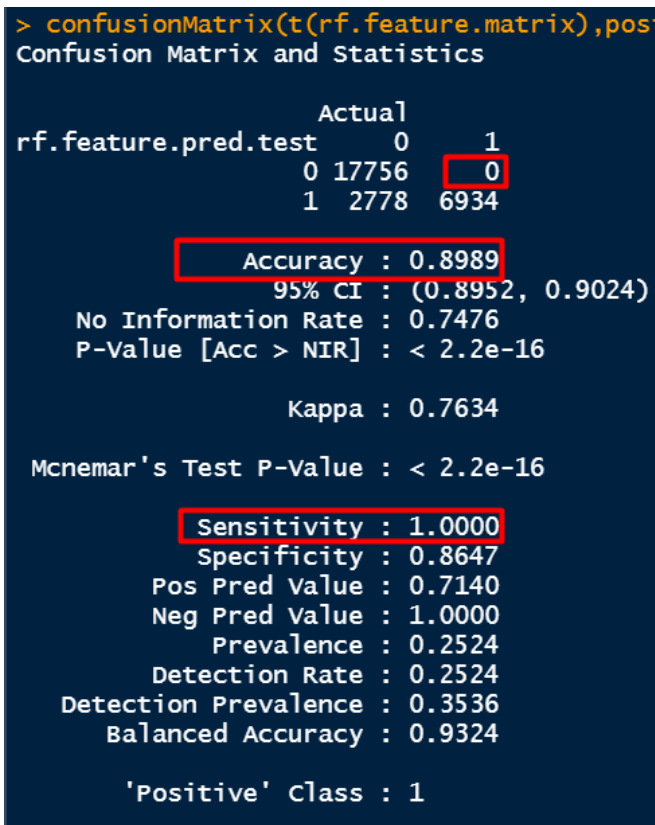 > confusionMatrix(t(rf.feature.matrix),pos
Confusion Matrix and Statistics
Actual
rf.feature.pred.test 0 1
0 17756 0
1 2778 6934
Accuracy : 0.8989
95% CI : (0.8952, 0.9024)
No Information Rate : 0.7476
P-Value [Acc > NIR] : < 2.2e-16
Kappa : 0.7634
Mcnemar's Test P-Value : < 2.2e-16
Sensitivity : 1.0000
Specificity : 0.8647
Pos Pred Value : 0.7140
Neg Pred Value : 1.0000
Prevalence : 0.2524
Detection Rate : 0.2524
Detection Prevalence : 0.3536
Balanced Accuracy : 0.9324
'Positive' Class : 1